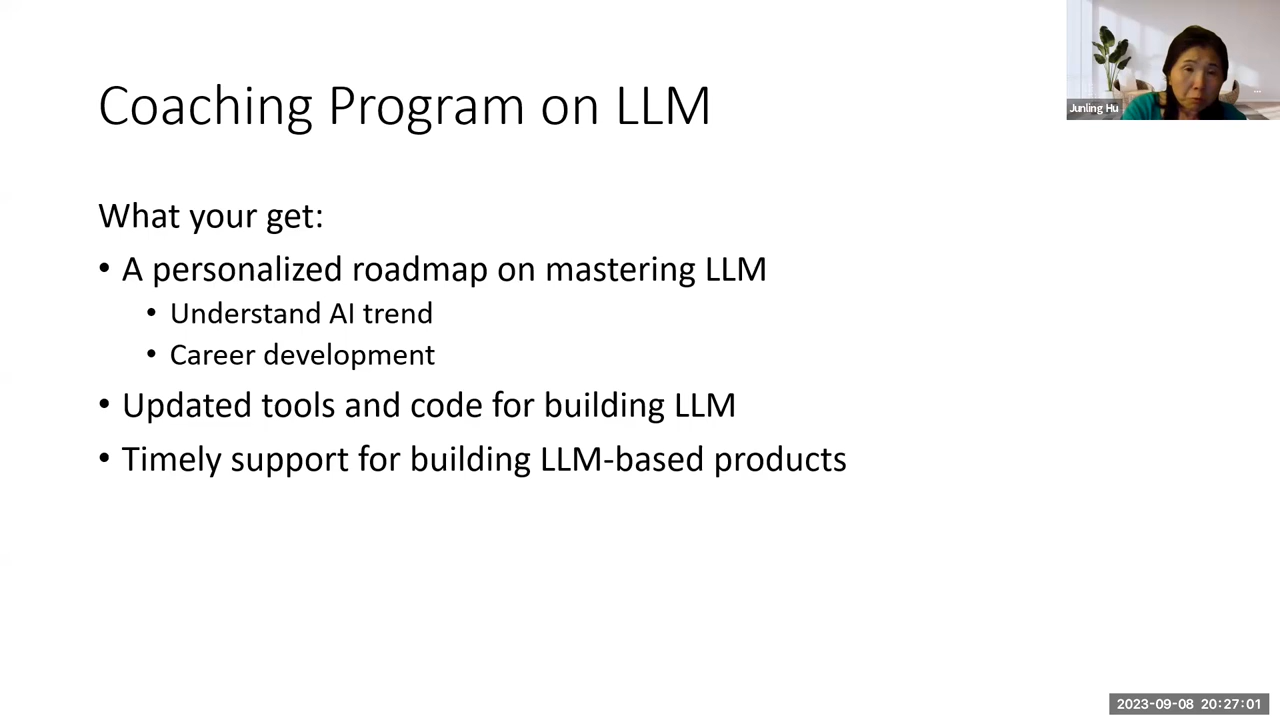 Coaching Program on LLM
Junling Hu
What your get:
• A personalized roadmap on mastering LLM
• Understand AI trend
• Career development
• Updated tools and code for building LLM
• Timely support for building LLM-based products
2023-09-08 20:27:01